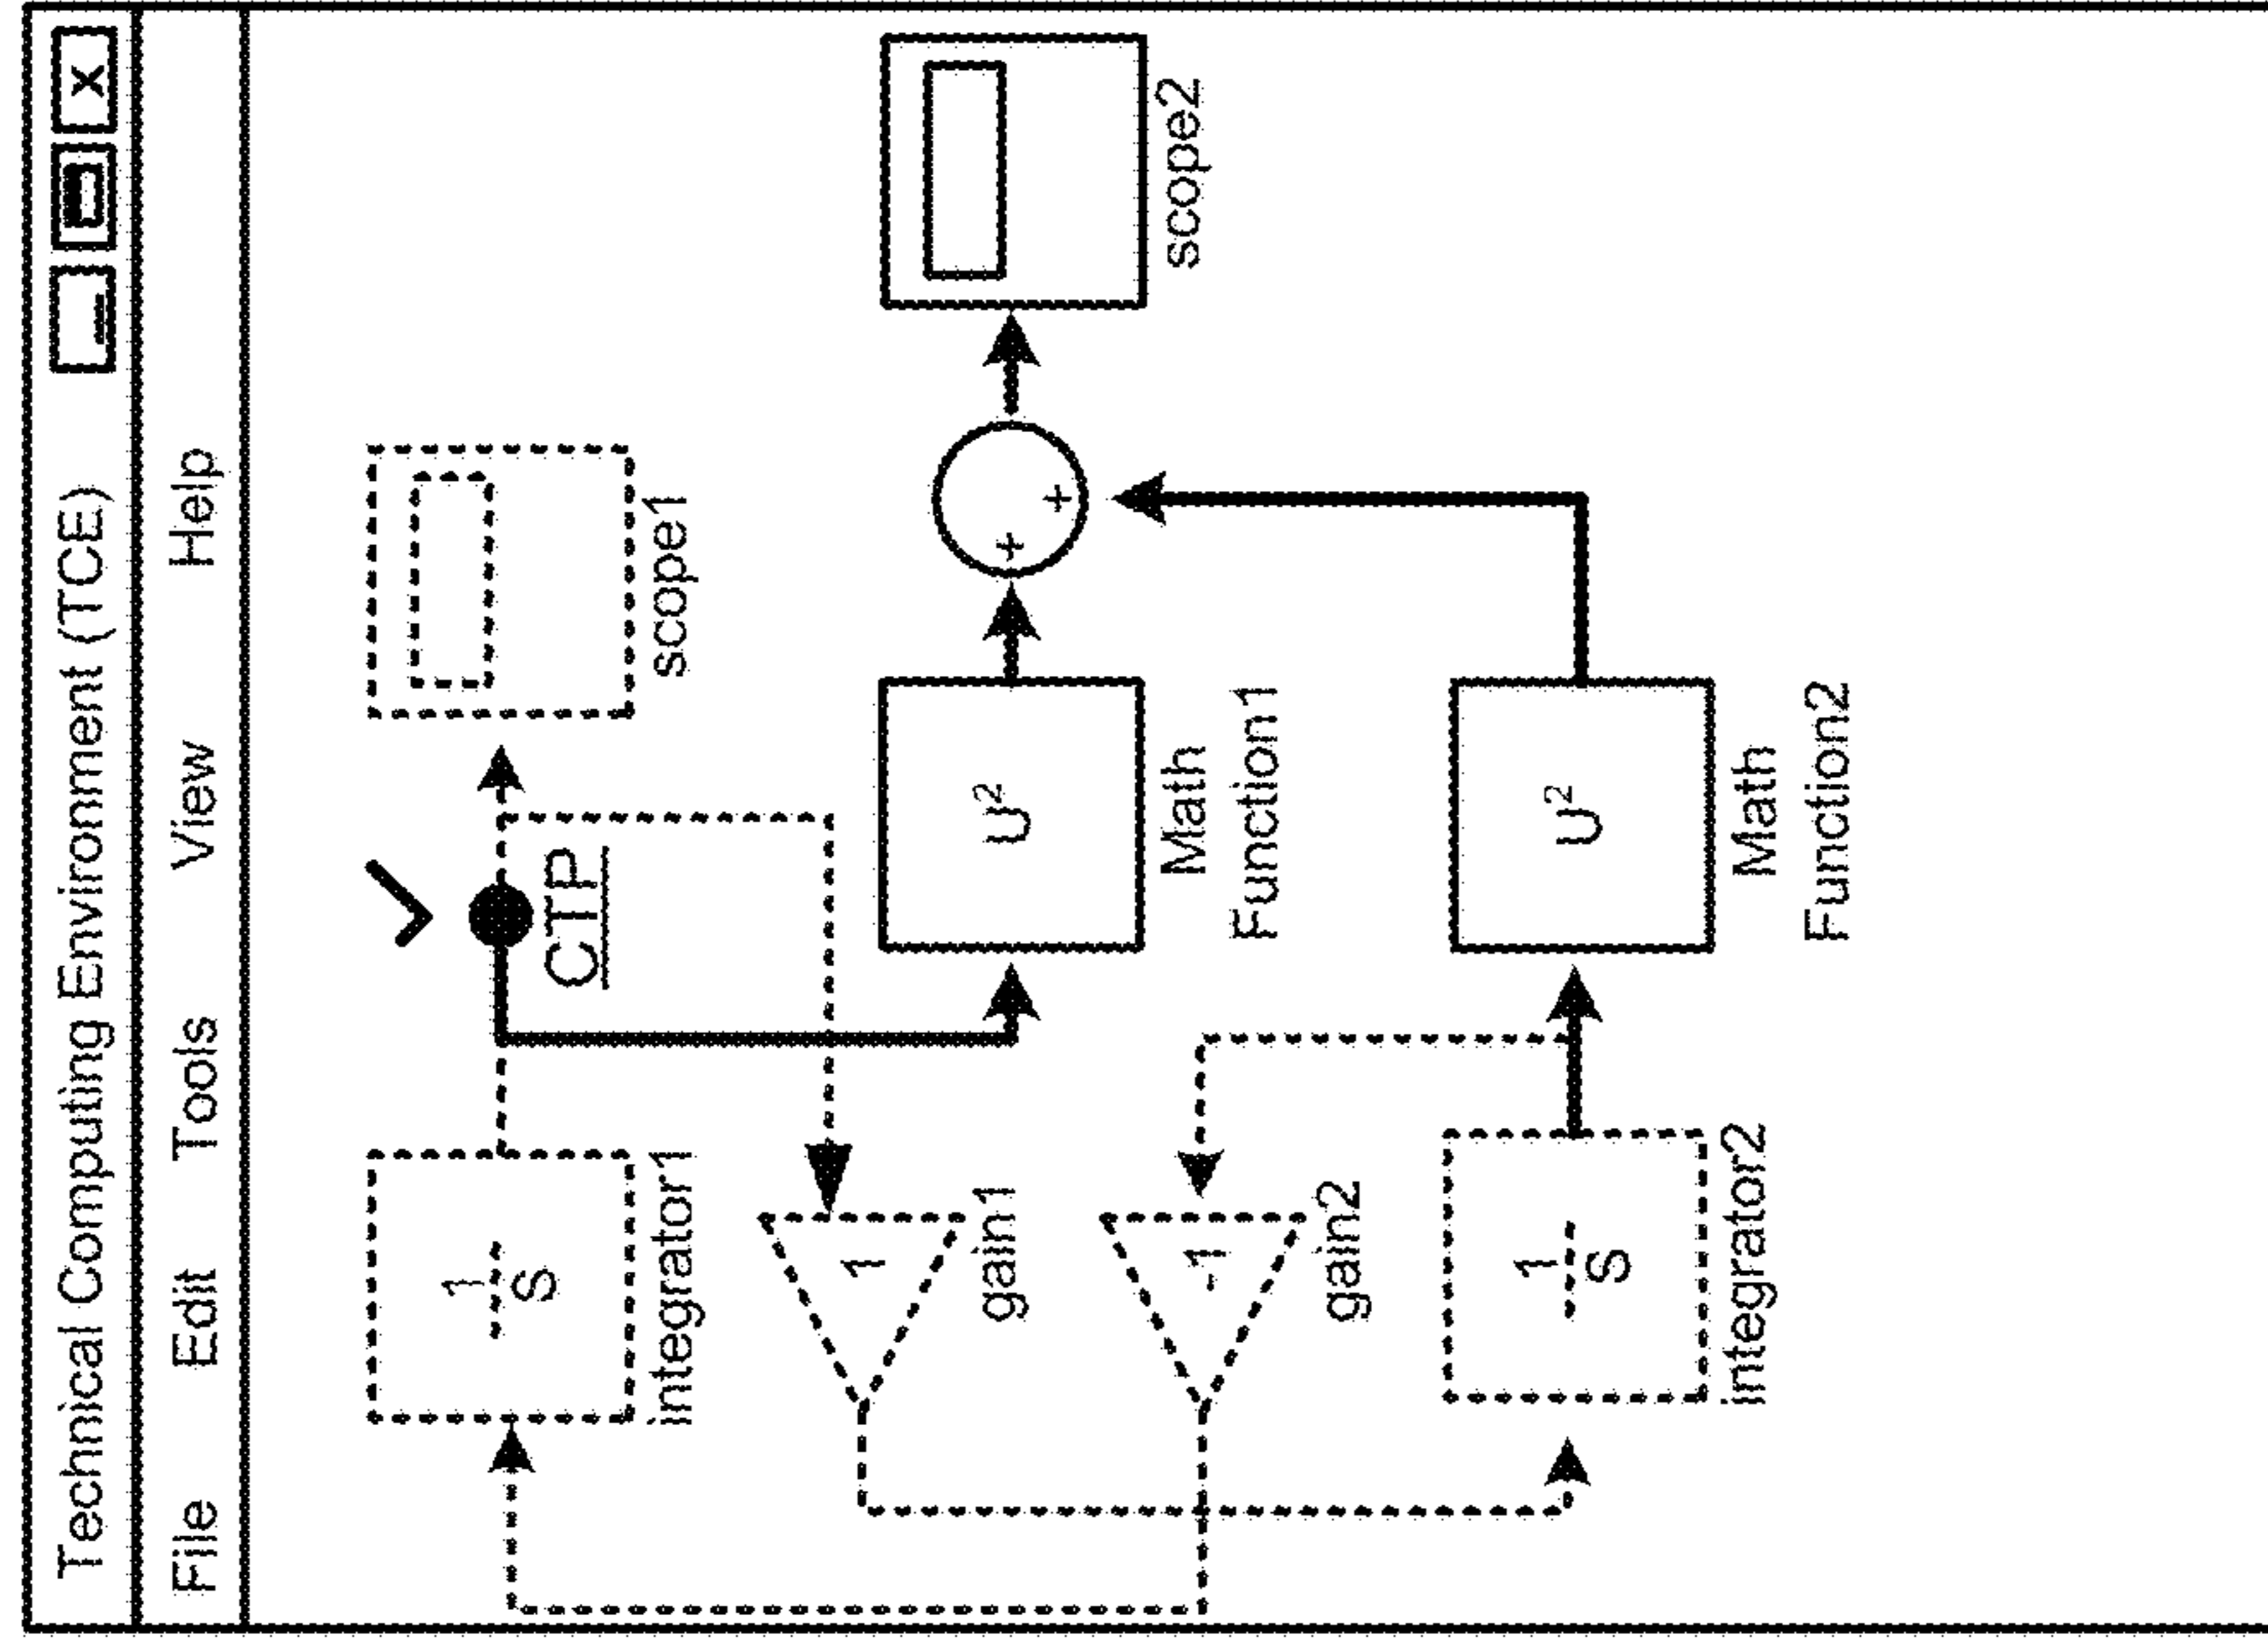 Technical Computing Environment (TCE) _ x
File Edit Tools View Help
1
S
integrator1
CTP
scope1
1
gain1
U²
Math
Function1
+
+
scope2
-1
gain2
1
S
integrator2
U²
Math
Function2